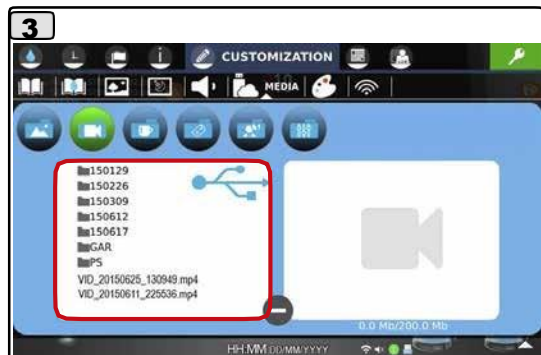 3
CUSTOMIZATION
MEDIA
150129
150226
150309
150612
150617
GAR
PS
VID_20150625_130949.mp4
VID_20150611_225536.mp4
0.0 Mb/200.0 Mb
HH:MM DD/MM/YYYY